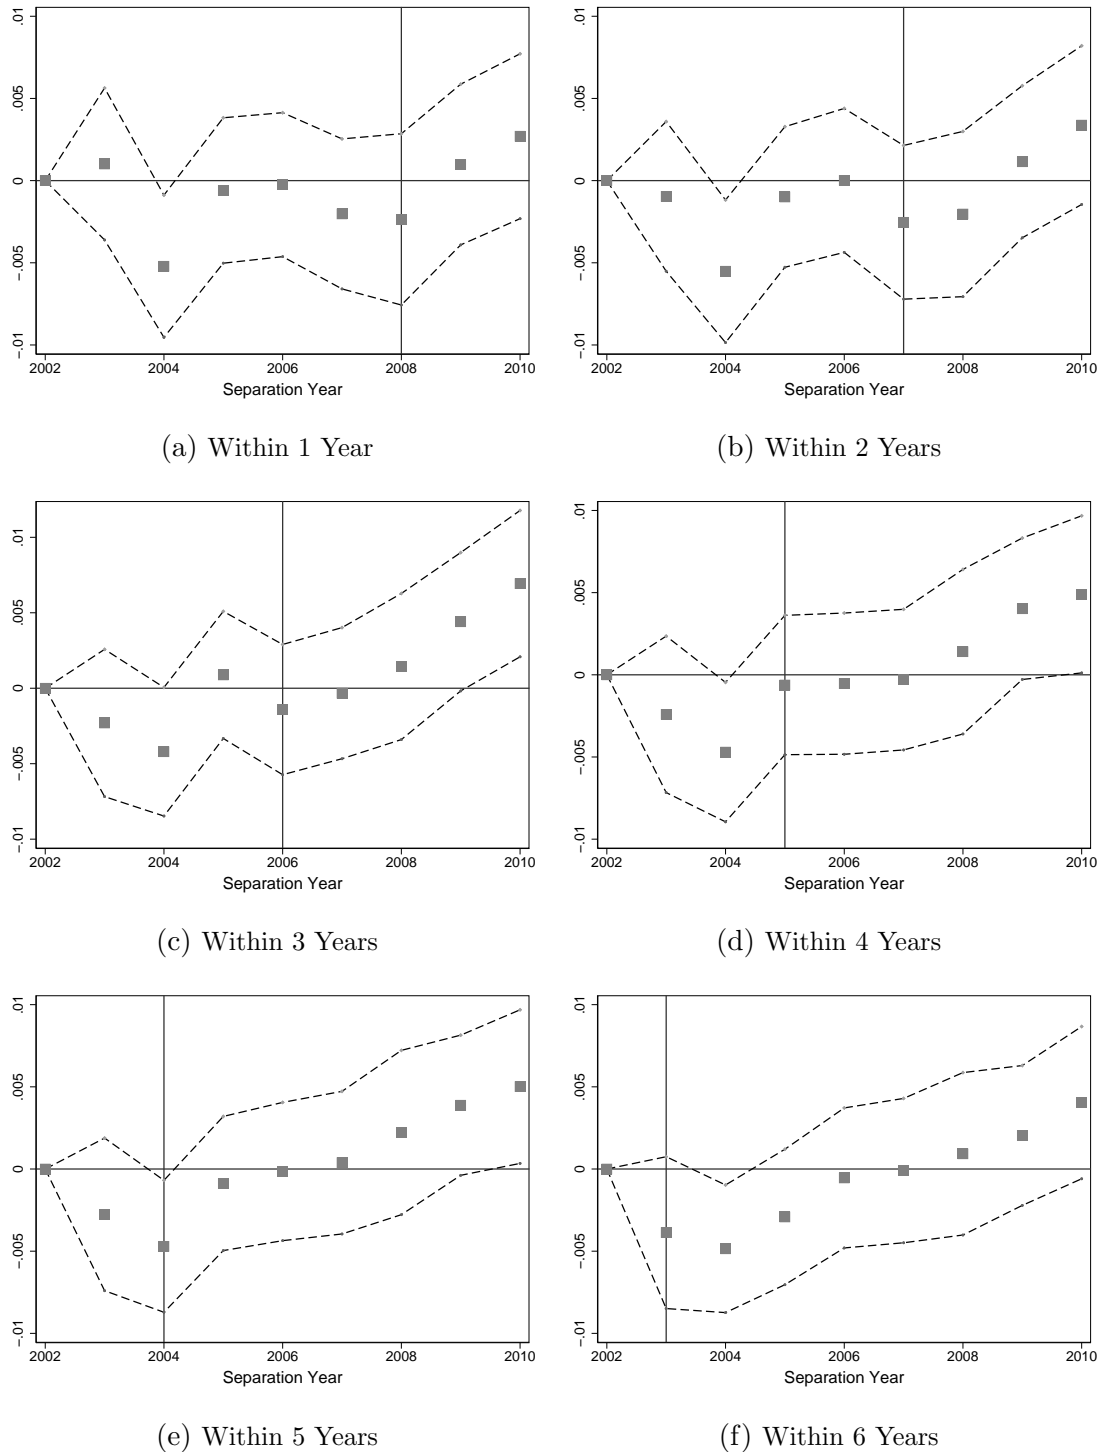 .01
.005
0
-.005
-.01
2002 2004 2006 2008 2010
Separation Year
(a) Within 1 Year
.01
.005
0
-.005
-.01
2002 2004 2006 2008 2010
Separation Year
(b) Within 2 Years
.01
.005
0
-.005
-.01
2002 2004 2006 2008 2010
Separation Year
(c) Within 3 Years
.01
.005
0
-.005
-.01
2002 2004 2006 2008 2010
Separation Year
(d) Within 4 Years
.01
.005
0
-.005
-.01
2002 2004 2006 2008 2010
Separation Year
(e) Within 5 Years
.01
.005
0
-.005
-.01
2002 2004 2006 2008 2010
Separation Year
(f) Within 6 Years